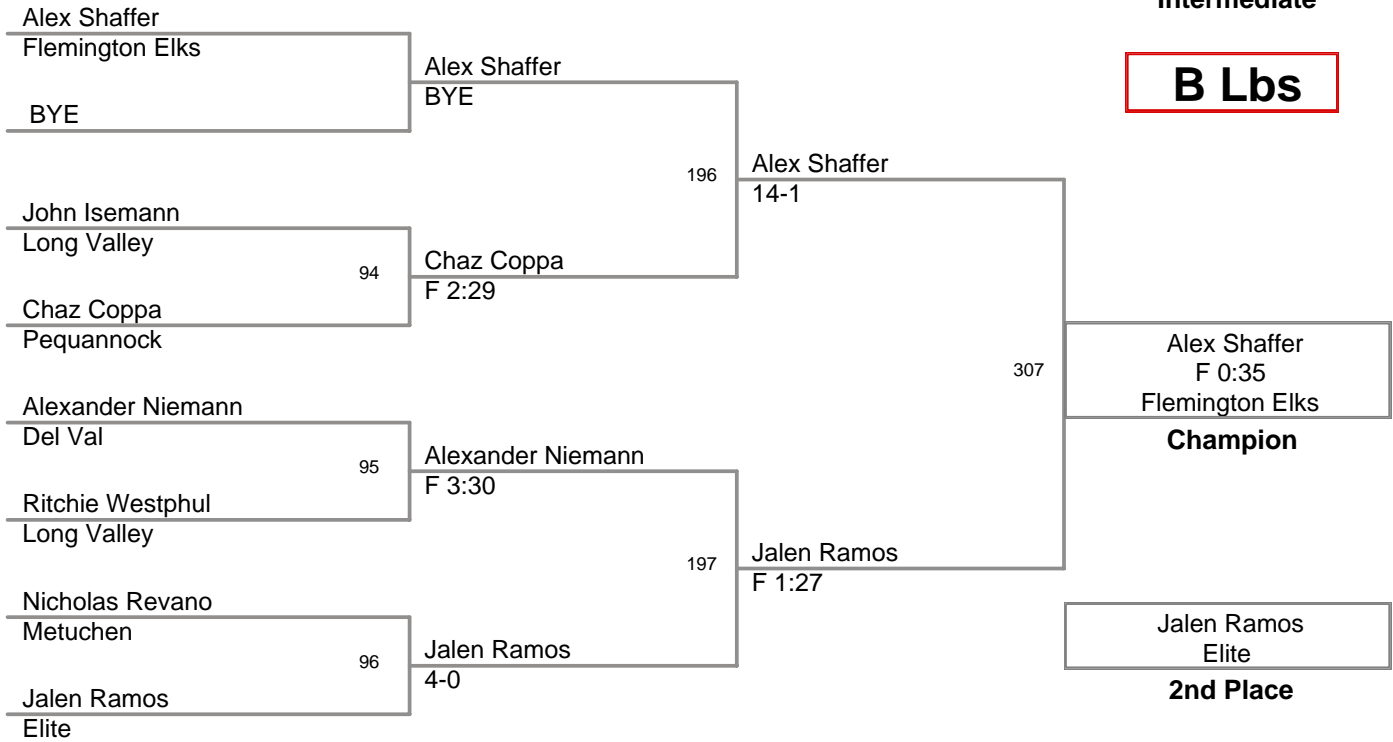 Intermediate
B Lbs
Alex Shaffer
Flemington Elks
BYE
John Isemann
Long Valley
94
Chaz Coppa
Pequannock
Alexander Niemann
Del Val
95
Ritchie Westphul
Long Valley
Nicholas Revano
Metuchen
96
Jalen Ramos
Elite
Alex Shaffer
BYE
196
Chaz Coppa
F 2:29
Alexander Niemann
F 3:30
197
Jalen Ramos
4-0
Alex Shaffer
14-1
307
Jalen Ramos
F 1:27
Alex Shaffer
F 0:35
Flemington Elks
Champion
Jalen Ramos
Elite
2nd Place